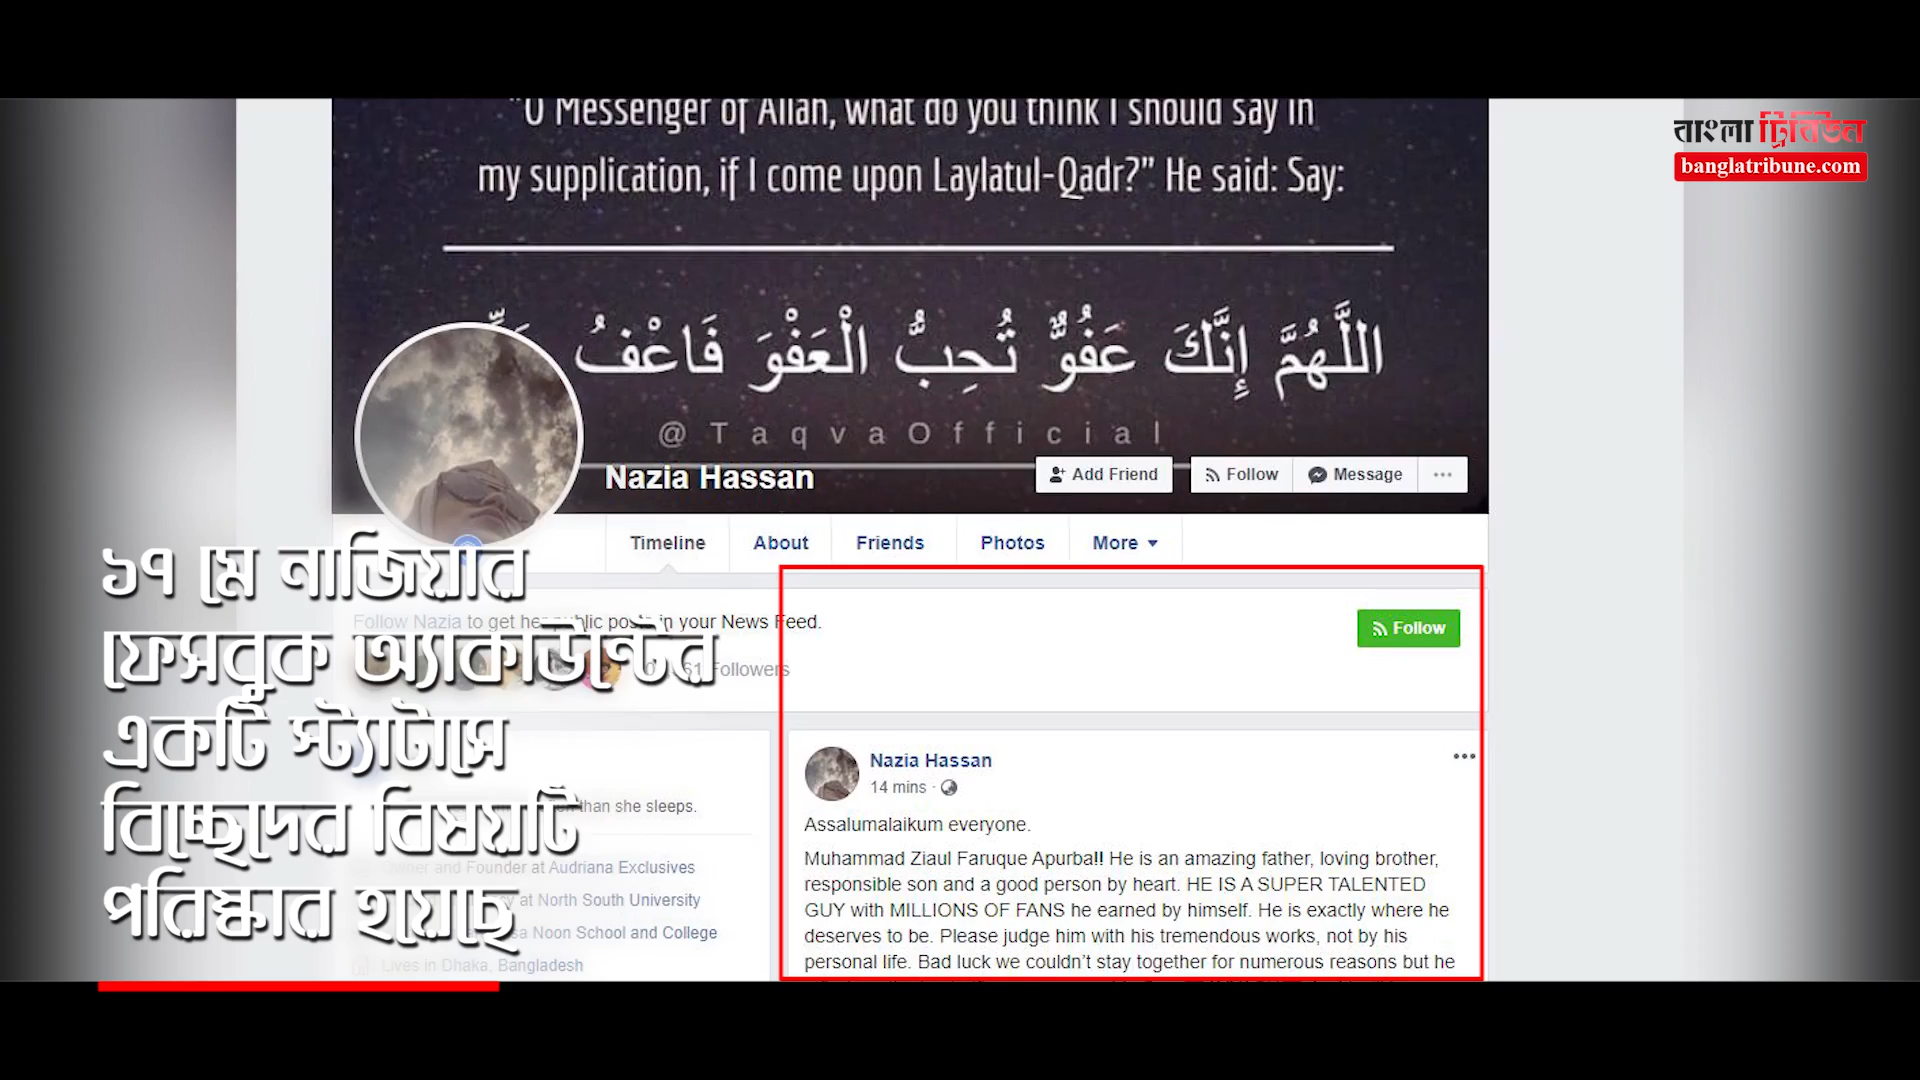 "O Messenger of Allah, what do you think I should say in
my supplication, if I come upon Laylatul-Qadr?" He said: Say:
বাংলা ট্রিবিউন
banglatribune.com
اللَّهُمَّ إِنَّكَ عَفُوٌّ تُحِبُّ الْعَفْوَ فَاعْفُ
@TaqvaOfficial
Nazia Hassan
Add Friend Follow Message ...
Timeline About Friends Photos More
১৭ মে নাজিয়ার
ফেসবুক অ্যাকাউন্টের
একটি স্ট্যাটাসে
বিচ্ছেদের বিষয়টি
পরিষ্কার হয়েছে
Follow Nazia to get her public posts in your News Feed.
Follow
Followers
than she sleeps.
Owner and Founder at Audriana Exclusives
at North South University
Noon School and College
Lives in Dhaka, Bangladesh
Nazia Hassan
14 mins ·
Assalumalaikum everyone.
Muhammad Ziaul Faruque Apurba!! He is an amazing father, loving brother,
responsible son and a good person by heart. HE IS A SUPER TALENTED
GUY with MILLIONS OF FANS he earned by himself. He is exactly where he
deserves to be. Please judge him with his tremendous works, not by his
personal life. Bad luck we couldn't stay together for numerous reasons but he